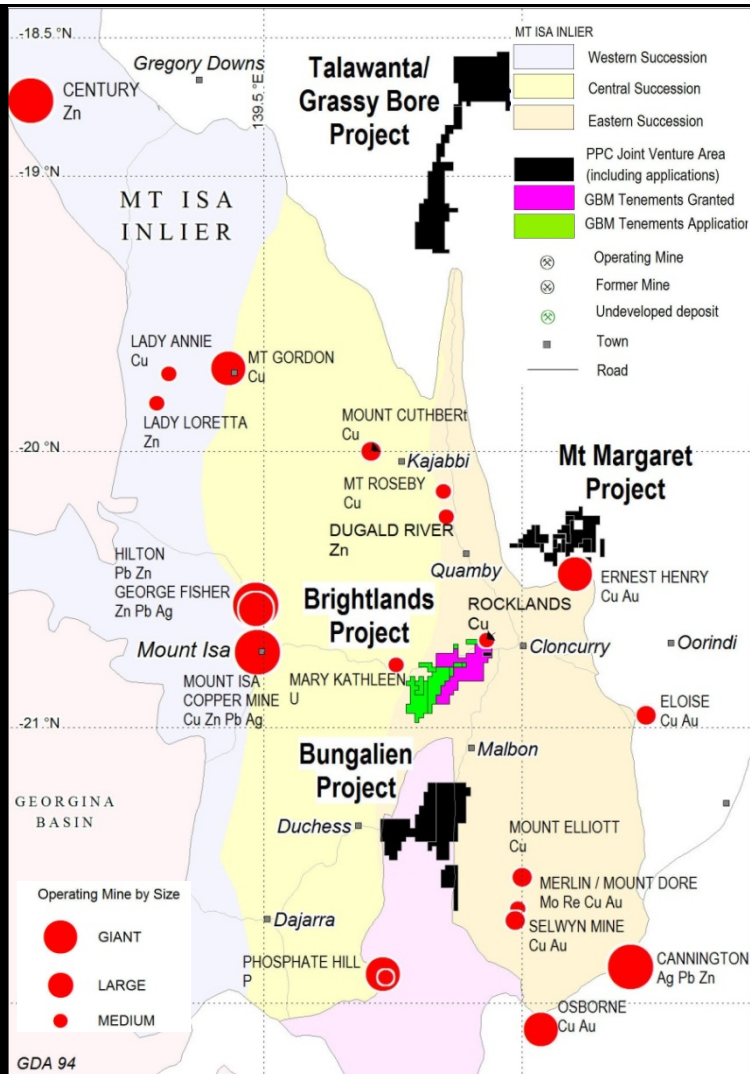 -18.5°N
Gregory Downs
CENTURY
Zn
139.5 °E
Talawanta/
Grassy Bore
Project
MT ISA INLIER
Western Succession
Central Succession
Eastern Succession
PPC Joint Venture Area
(including applications)
GBM Tenements Granted
GBM Tenements Application
Operating Mine
Former Mine
Undeveloped deposit
Town
Road
-19 °N
MT ISA
INLIER
LADY ANNIE
Cu
MT GORDON
Cu
LADY LORETTA
Zn
MOUNT CUTHBERt
Cu
-20 °N
Kajabbi
MT ROSEBY
Cu
DUGALD RIVER
Zn
Mt Margaret
Project
Quamby
ERNEST HENRY
Cu Au
HILTON
Pb Zn
GEORGE FISHER
Zn Pb Ag
Brightlands
Project
ROCKLANDS
Cu
Cloncurry
Oorindi
Mount Isa
MOUNT ISA
COPPER MINE
Cu Zn Pb Ag
MARY KATHLEEN
U
ELOISE
Cu Au
-21 °N
Malbon
Bungalien
Project
GEORGINA
BASIN
Duchess
MOUNT ELLIOTT
Cu
MERLIN / MOUNT DORE
Mo Re Cu Au
SELWYN MINE
Cu Au
Dajarra
PHOSPHATE HILL
P
CANNINGTON
Ag Pb Zn
OSBORNE
Cu Au
Operating Mine by Size
GIANT
LARGE
MEDIUM
GDA 94